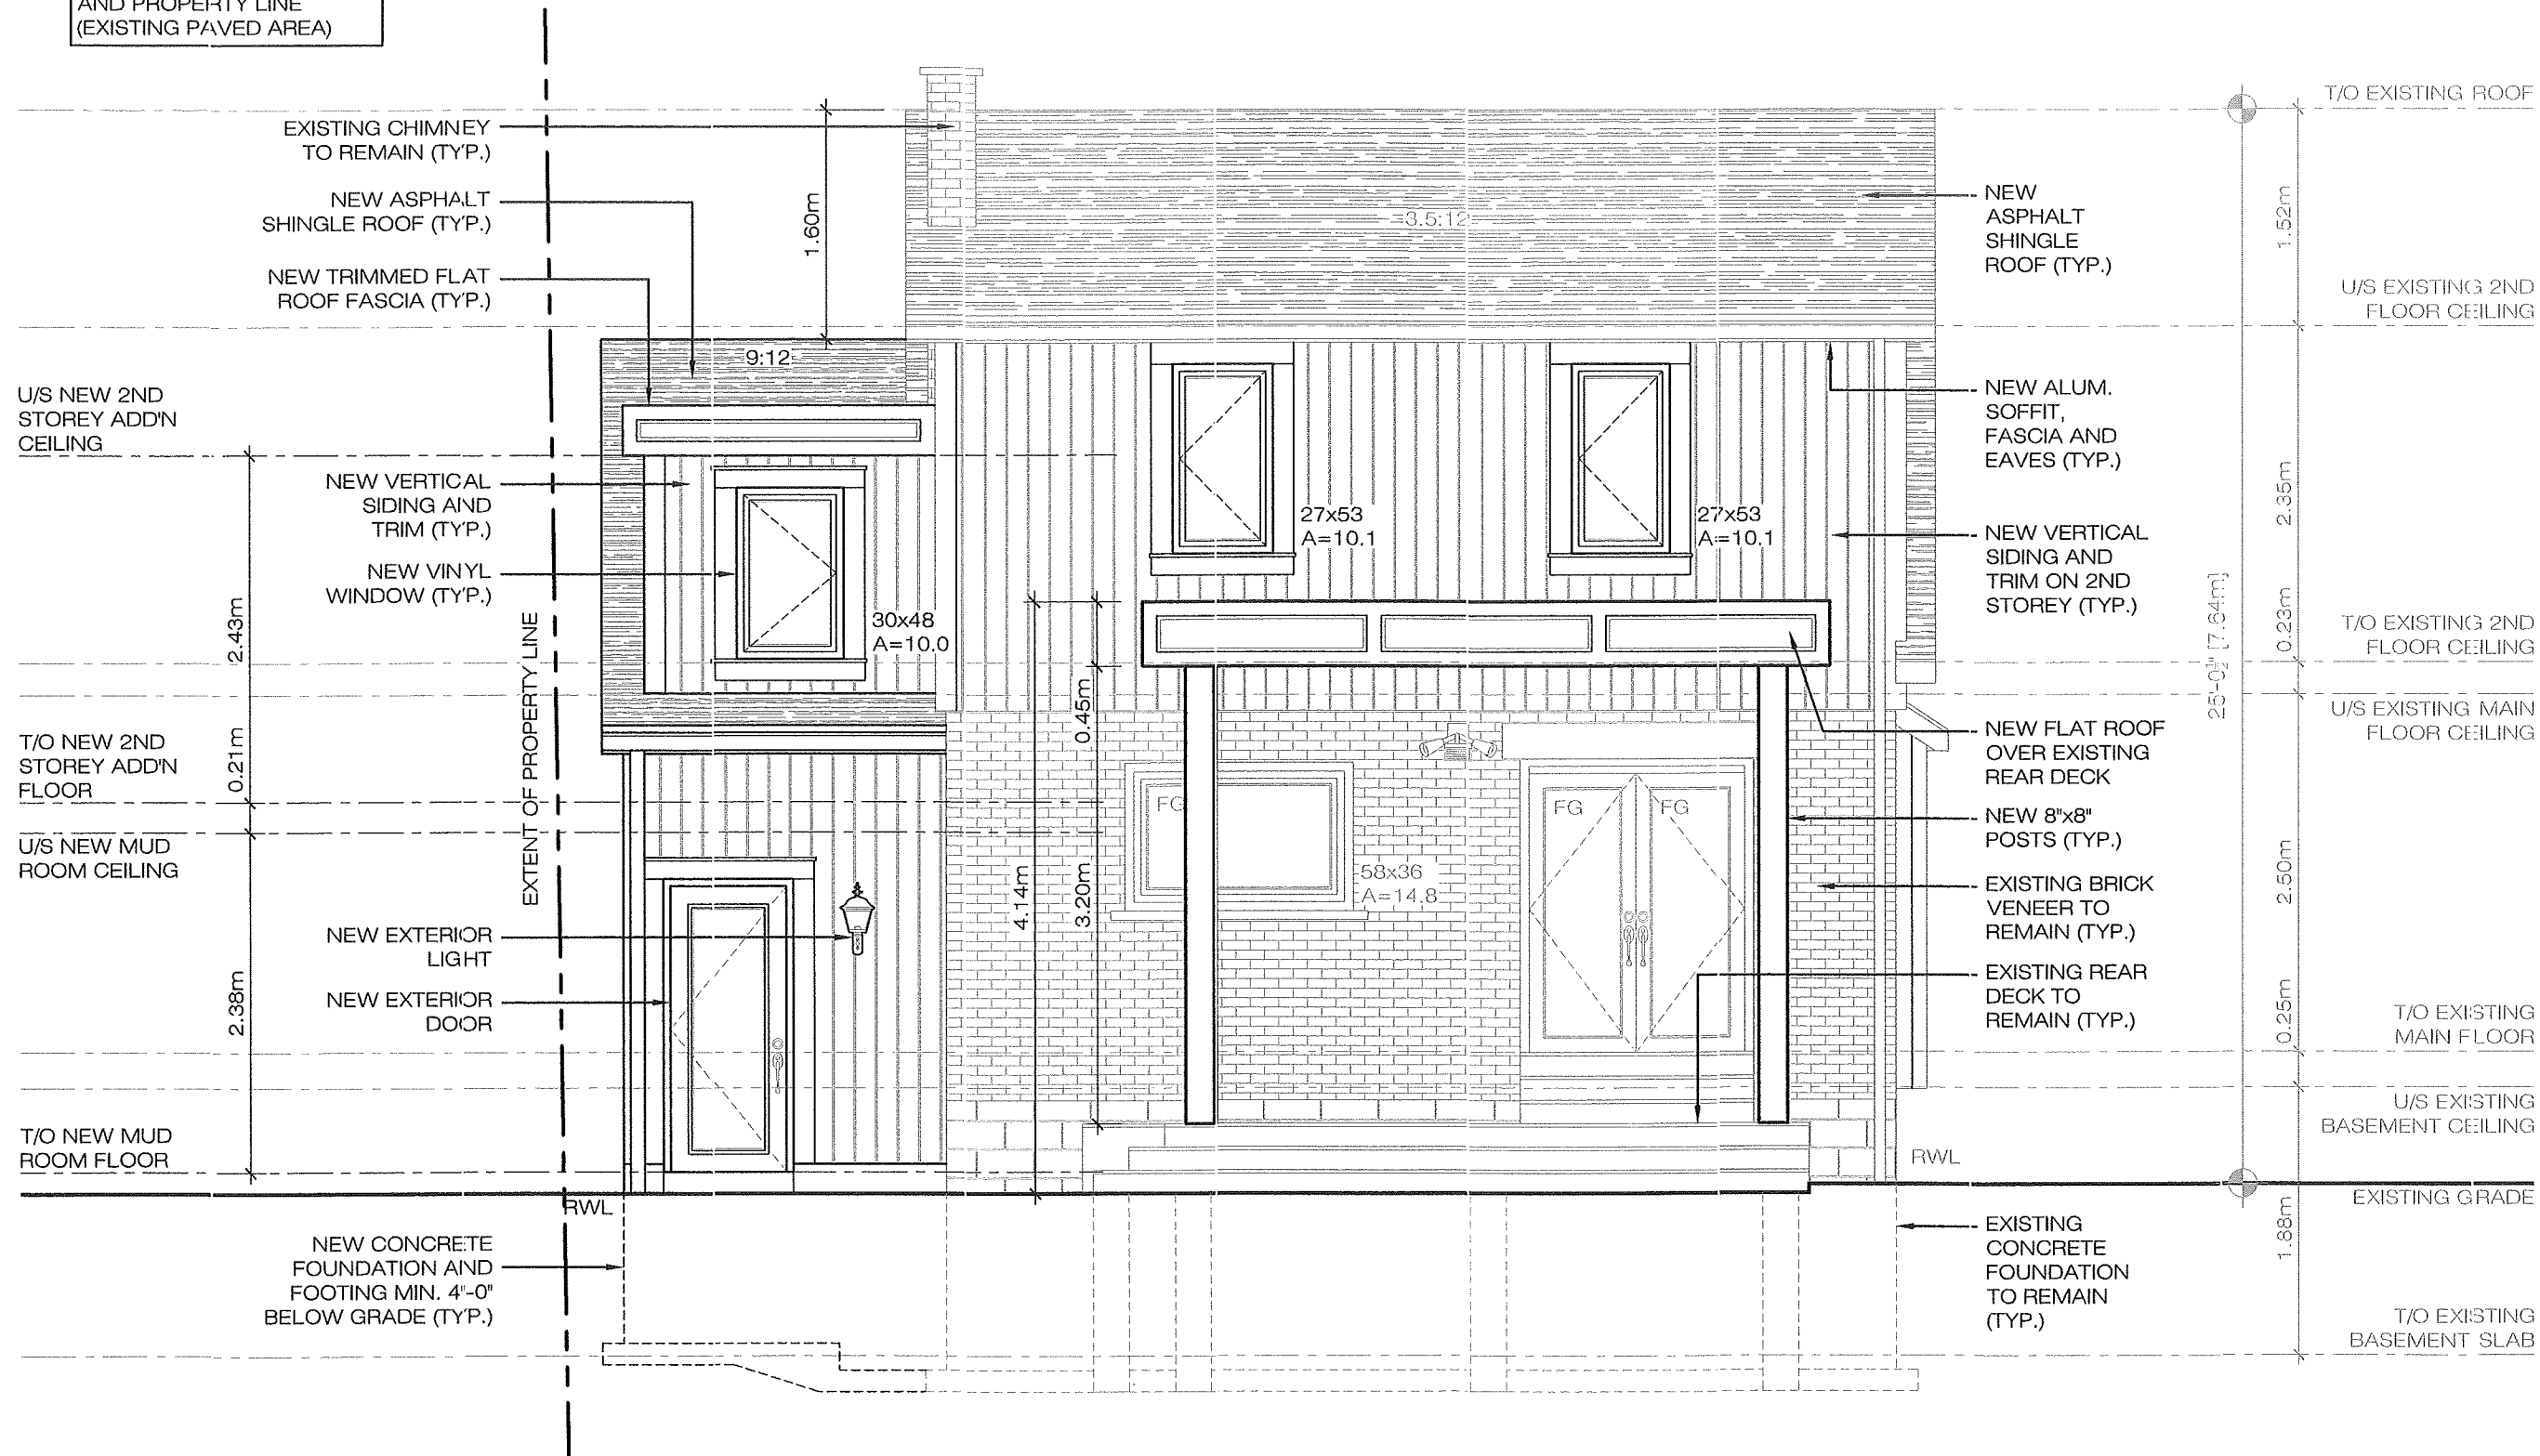 AND PROPERTY LINE
(EXISTING PAVED AREA)
EXISTING CHIMNEY
TO REMAIN (TYP.)
NEW ASPHALT
SHINGLE ROOF (TYP.)
NEW TRIMMED FLAT
ROOF FASCIA (TYP.)
U/S NEW 2ND
STOREY ADD'N
CEILING
NEW VERTICAL
SIDING AND
TRIM (TYP.)
NEW VINYL
WINDOW (TYP.)
2.43m
T/O NEW 2ND
STOREY ADD'N
FLOOR
0.21m
U/S NEW MUD
ROOM CEILING
NEW EXTERIOR
LIGHT
NEW EXTERIOR
DOOR
2.38m
T/O NEW MUD
ROOM FLOOR
EXTENT OF PROPERTY LINE
RWL
NEW CONCRETE
FOUNDATION AND
FOOTING MIN. 4"-0"
BELOW GRADE (TYP.)
1.60m
3.5:12
9:12
30x48
A=10.0
27x53
A=10.1
27x53
A=10.1
0.45m
4.14m
3.20m
FG
58x36
A=14.8
FG
FG
NEW
ASPHALT
SHINGLE
ROOF (TYP.)
NEW ALUM.
SOFFIT,
FASCIA AND
EAVES (TYP.)
NEW VERTICAL
SIDING AND
TRIM ON 2ND
STOREY (TYP.)
NEW FLAT ROOF
OVER EXISTING
REAR DECK
NEW 8"x8"
POSTS (TYP.)
EXISTING BRICK
VENEER TO
REMAIN (TYP.)
EXISTING REAR
DECK TO
REMAIN (TYP.)
RWL
EXISTING
CONCRETE
FOUNDATION
TO REMAIN
(TYP.)
T/O EXISTING ROOF
1.52m
U/S EXISTING 2ND
FLOOR CEILING
2.35m
25'-0¾" [7.64m]
0.23m
T/O EXISTING 2ND
FLOOR CEILING
U/S EXISTING MAIN
FLOOR CEILING
2.50m
0.25m
T/O EXISTING
MAIN FLOOR
U/S EXISTING
BASEMENT CEILING
EXISTING GRADE
1.88m
T/O EXISTING
BASEMENT SLAB